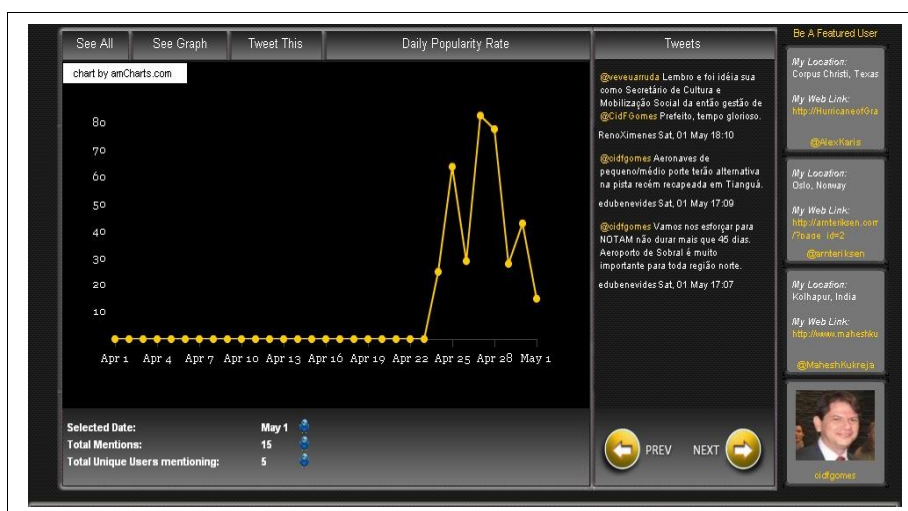 See All
See Graph
Tweet This
Daily Popularity Rate
chart by amCharts.com
80
70
60
50
40
30
20
10
Apr 1 Apr 4 Apr 7 Apr 10 Apr 13 Apr 16 Apr 19 Apr 22 Apr 25 Apr 28 May 1
Selected Date: May 1
Total Mentions: 15
Total Unique Users mentioning: 5
Tweets
@veveuarruda Lembro e foi idéia sua
como Secretário de Cultura e
Mobilização Social da então gestão de
@CidFGomes Prefeito, tempo glorioso.
RenoXimenes Sat, 01 May 18:10
@cidfgomes Aeronaves de
pequeno/médio porte terão alternativa
na pista recém recapeada em Tianguá.
edubenevides Sat, 01 May 17:09
@cidfgomes Vamos nos esforçar para
NOTAM não durar mais que 45 dias.
Aeroporto de Sobral é muito
importante para toda região norte.
edubenevides Sat, 01 May 17:07
PREV NEXT
Be A Featured User
My Location:
Corpus Christi, Texas
My Web Link:
http://HurricaneofGra
@AlexKaris
My Location:
Oslo, Norway
My Web Link:
http://arnteriksen.com
/?page_id=2
@arnteriksen
My Location:
Kolhapur, India
My Web Link:
http://www.maheshku
@MaheshKukreja
cidfgomes